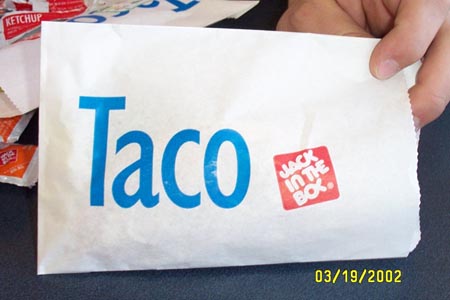 KETCHUP
Taco
JACK
IN THE
BOX®
03/19/2002